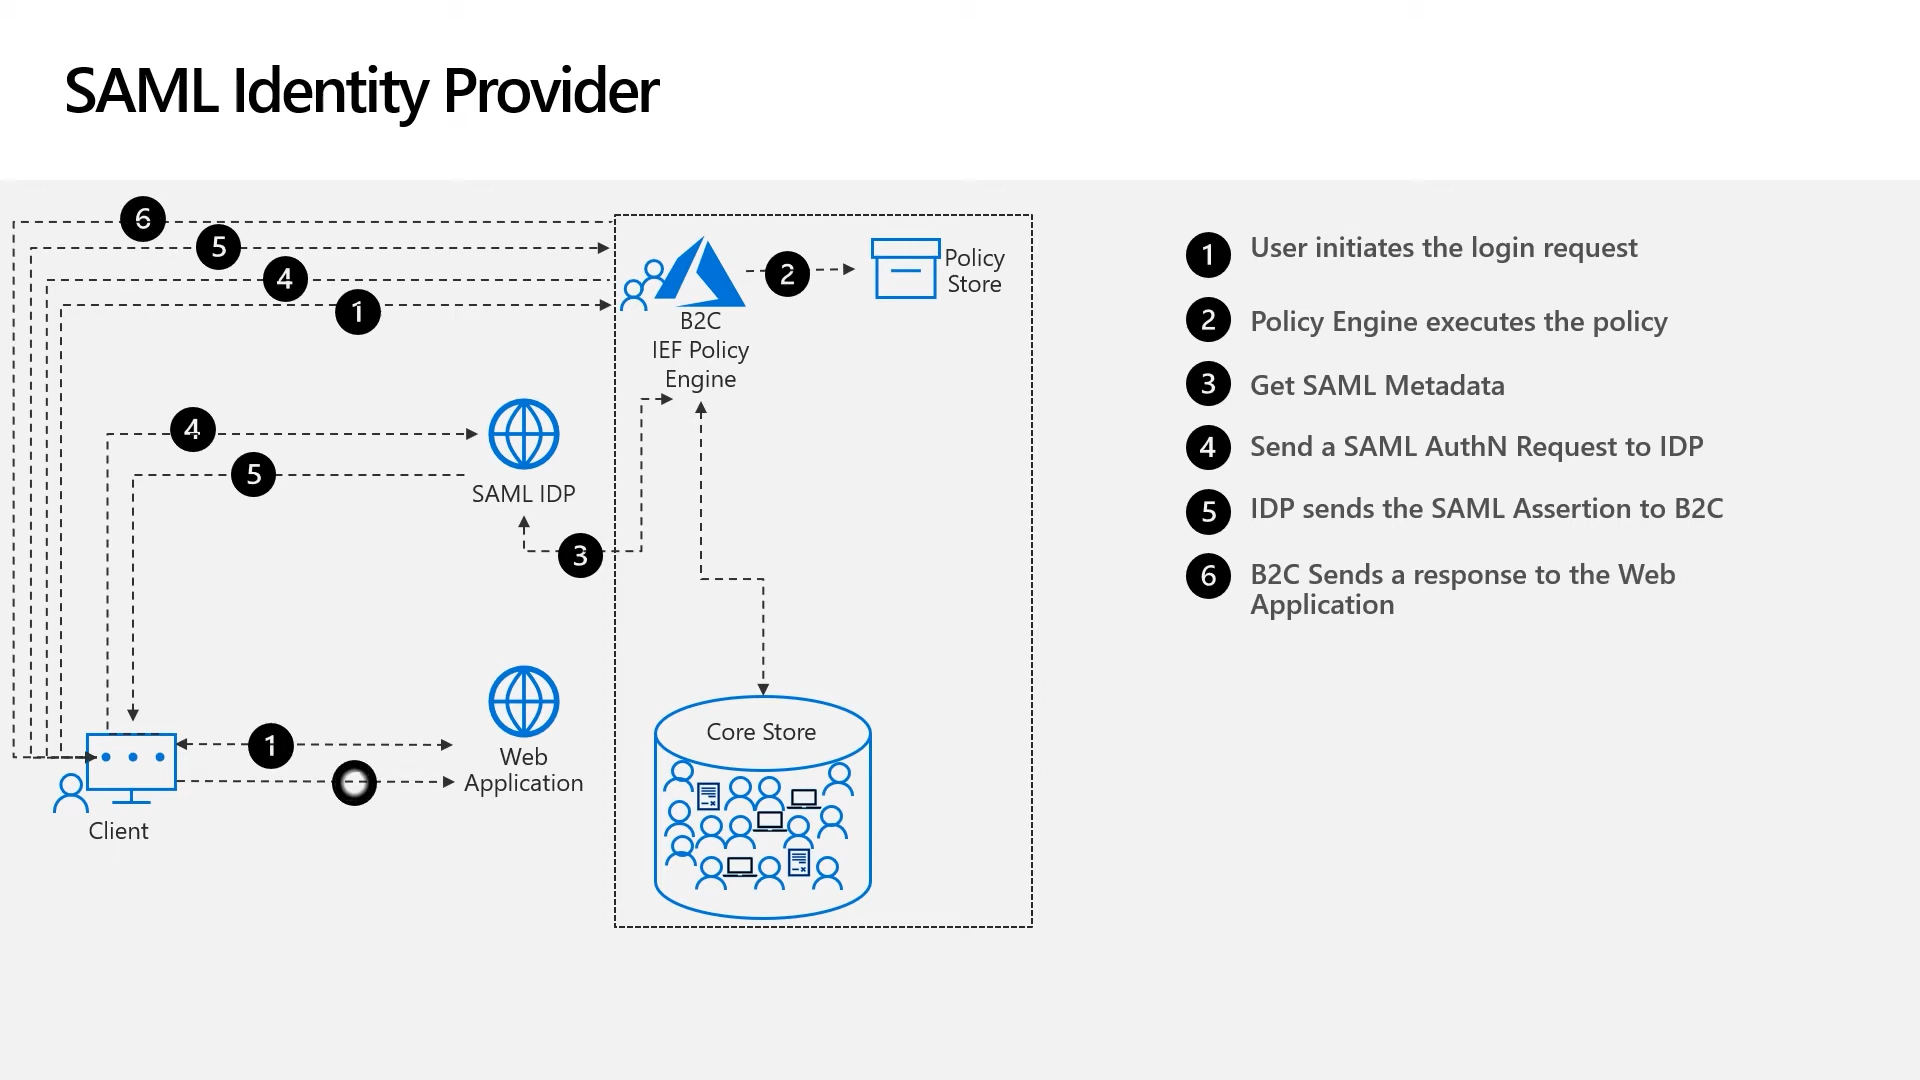 SAML Identity Provider
6
5
4
1
2
Policy
Store
B2C
IEF Policy
Engine
4
5
SAML IDP
3
1
Web
Application
Client
Core Store
1 User initiates the login request
2 Policy Engine executes the policy
3 Get SAML Metadata
4 Send a SAML AuthN Request to IDP
5 IDP sends the SAML Assertion to B2C
6 B2C Sends a response to the Web
Application